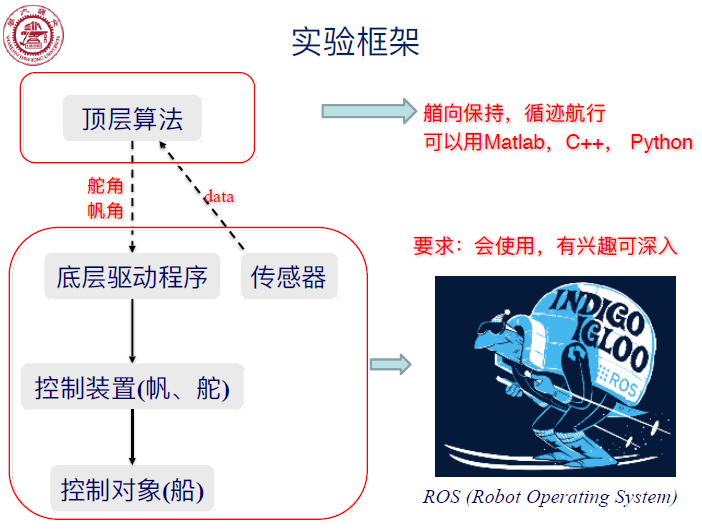 实验框架
顶层算法
艏向保持，循迹航行
可以用Matlab，C++， Python
舵角
帆角
data
要求：会使用，有兴趣可深入
底层驱动程序
传感器
INDIGO
IGLOO
ROS
控制装置(帆、舵)
控制对象(船)
ROS (Robot Operating System)